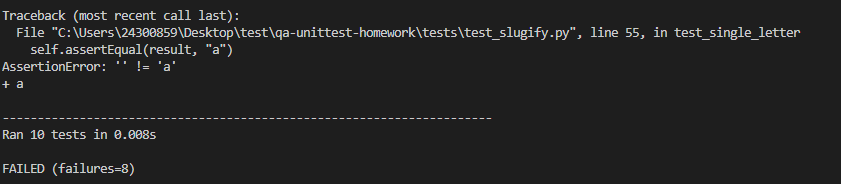 Traceback (most recent call last):
  File "C:\Users\24300859\Desktop\test\qa-unittest-homework\tests\test_slugify.py", line 55, in test_single_letter
    self.assertEqual(result, "a")
AssertionError: '' != 'a'
+ a

----------------------------------------------------------------------
Ran 10 tests in 0.008s

FAILED (failures=8)